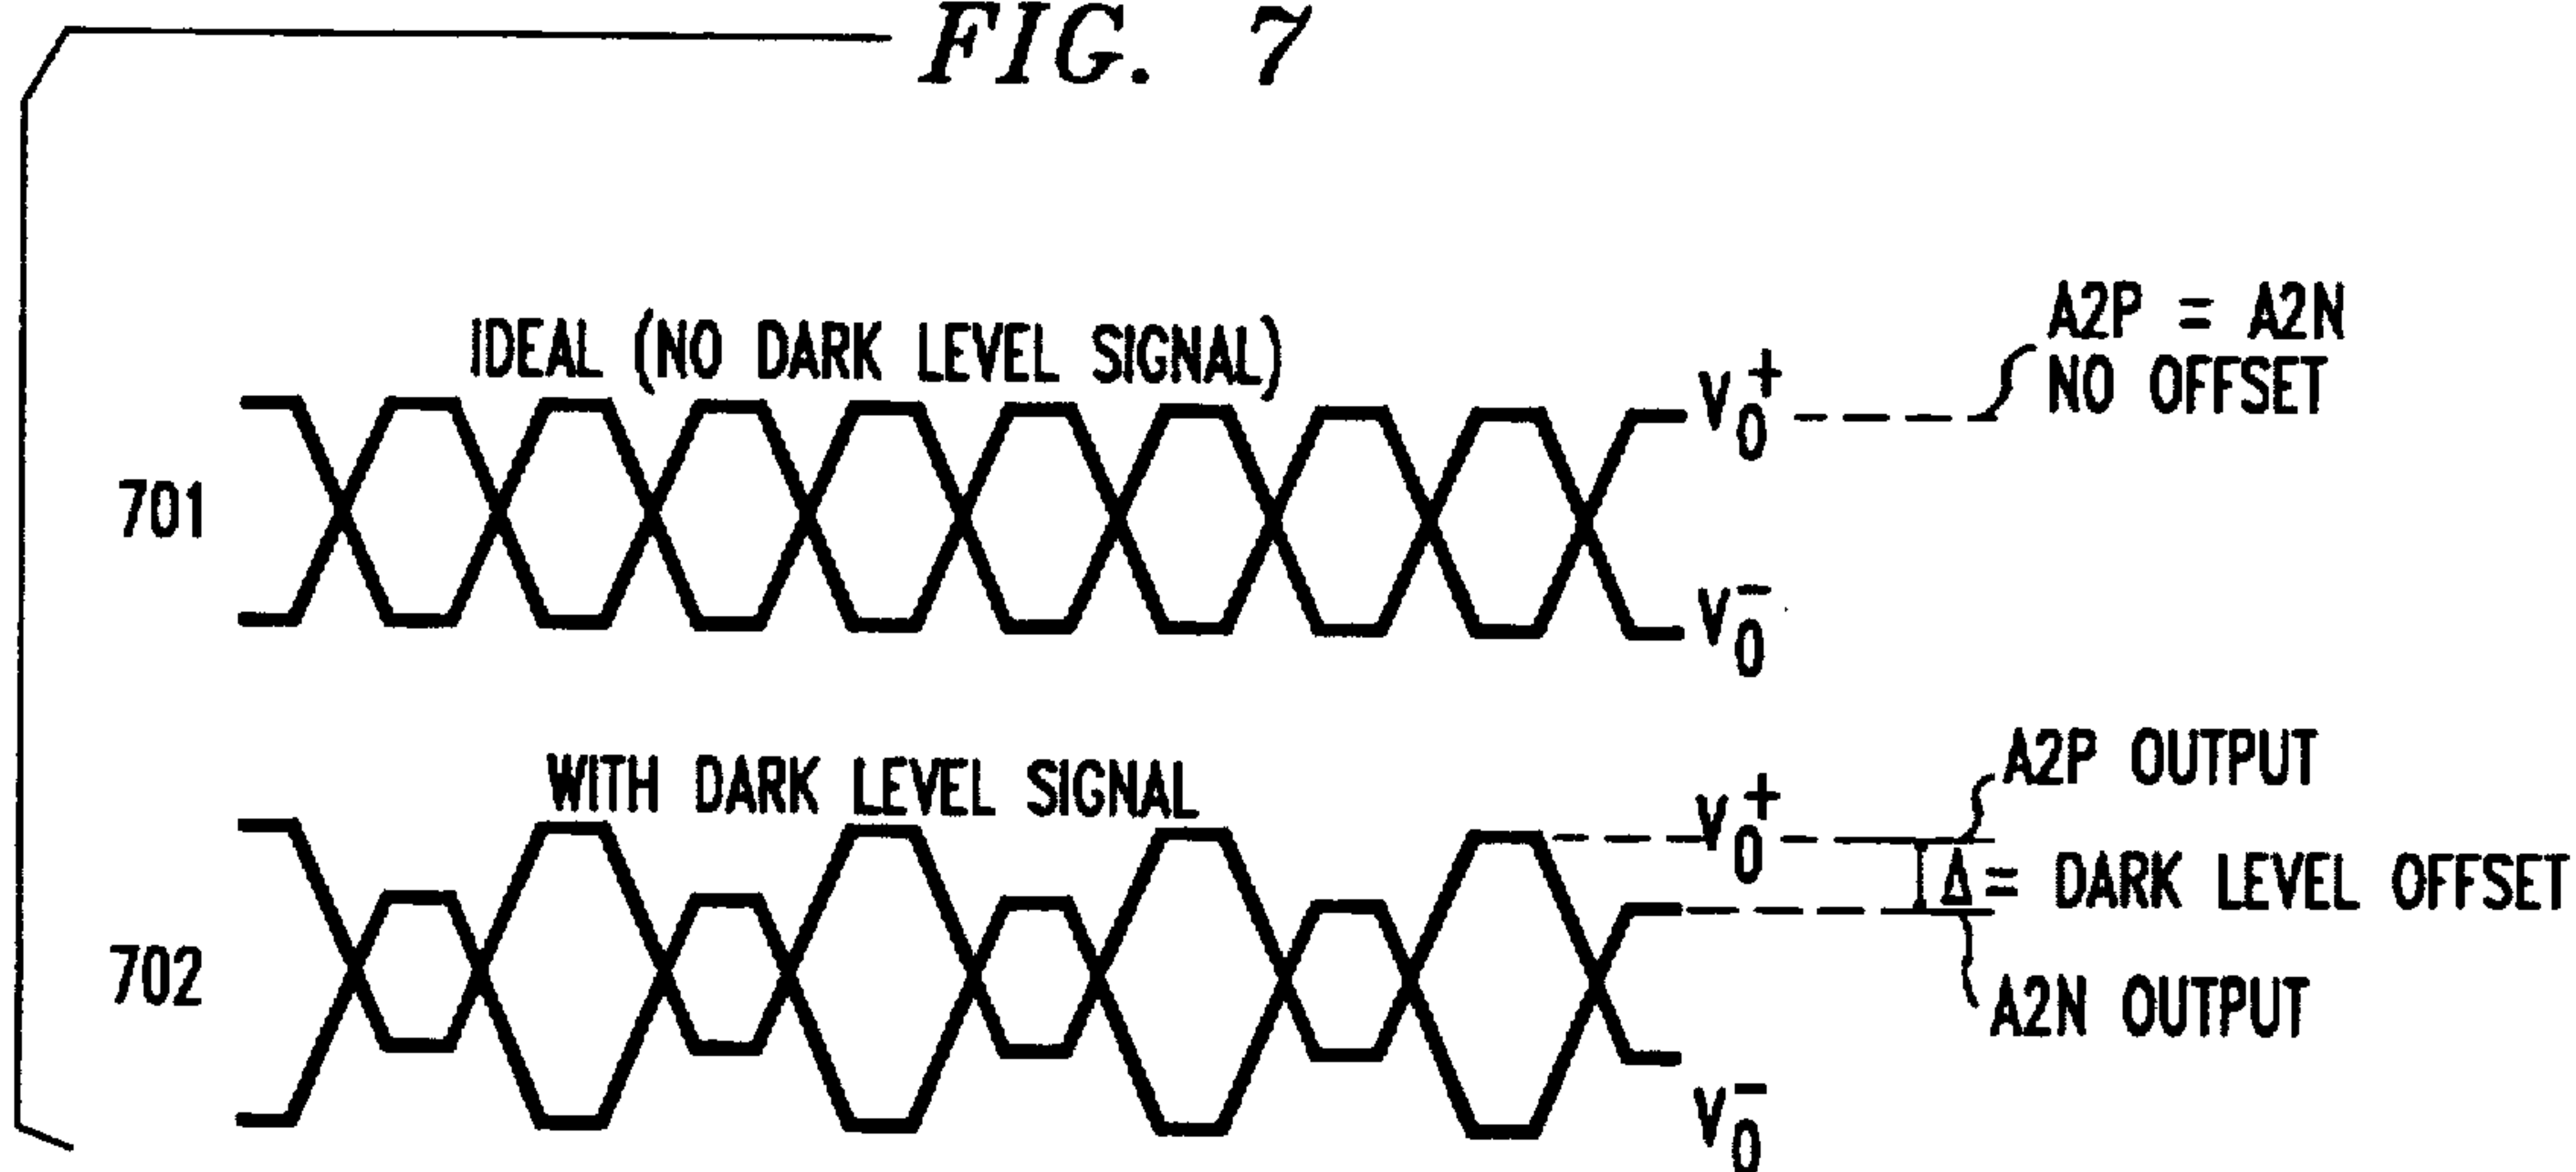 FIG. 7
IDEAL (NO DARK LEVEL SIGNAL)
A2P = A2N
NO OFFSET
V0+
701
V0-
WITH DARK LEVEL SIGNAL
A2P OUTPUT
V0+
Δ = DARK LEVEL OFFSET
702
A2N OUTPUT
V0-